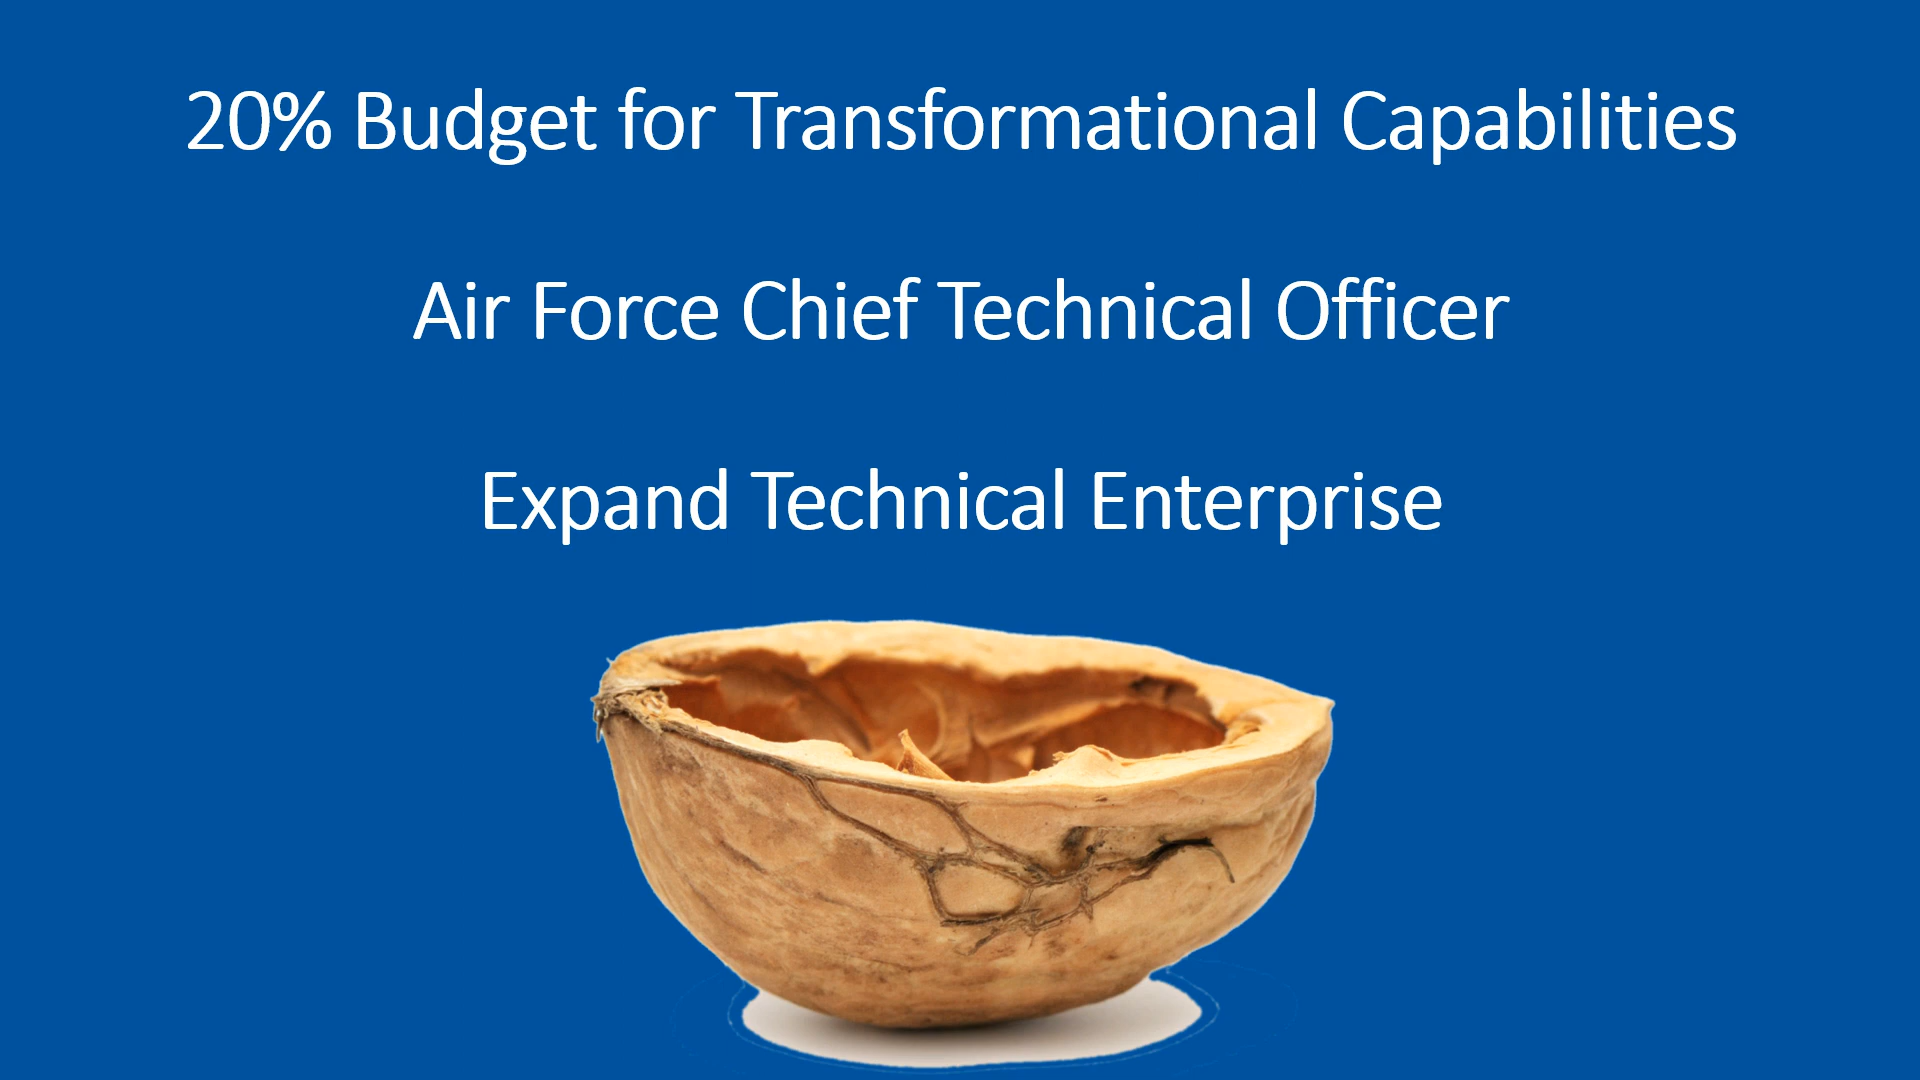 20% Budget for Transformational Capabilities
Air Force Chief Technical Officer
Expand Technical Enterprise